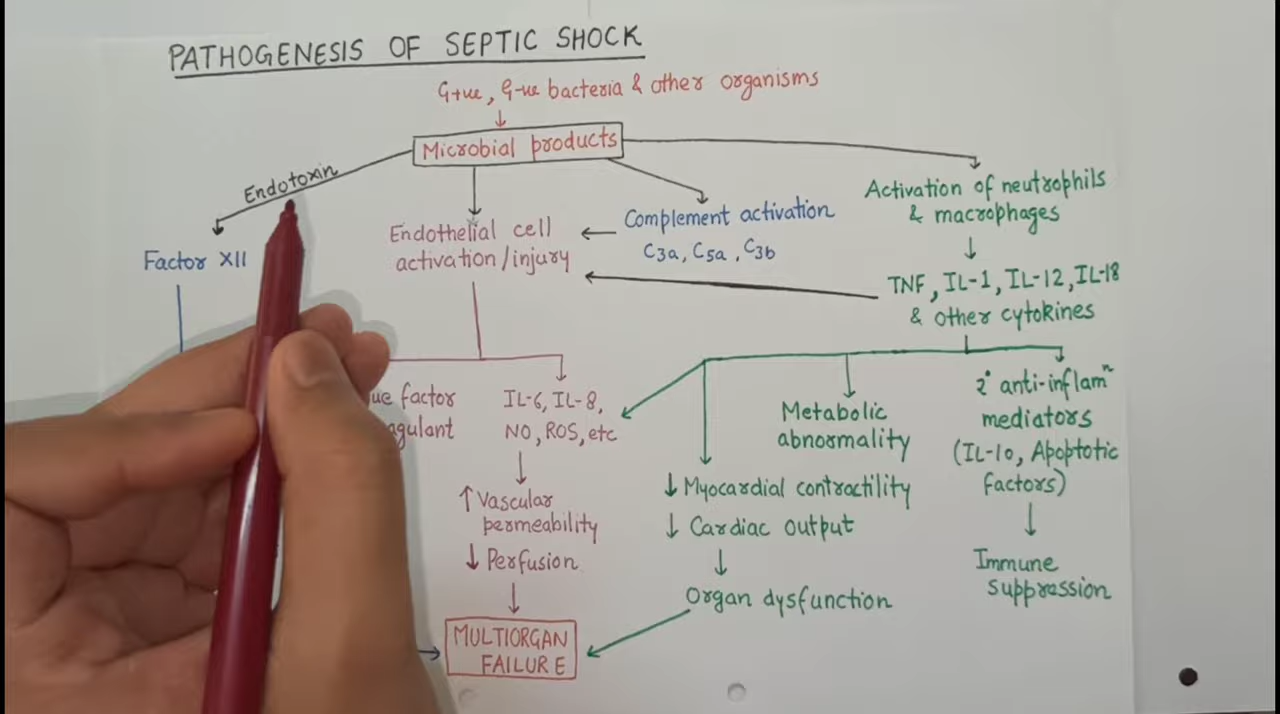 PATHOGENESIS OF SEPTIC SHOCK
G+ve, G-ve bacteria & other organisms
Microbial products
Endotoxin
Factor XII
Endothelial cell
activation/injury
Complement activation
C3a, C5a, C3b
Activation of neutrophils
& macrophages
TNF, IL-1, IL-12, IL-18
& other cytokines
factor
IL-6, IL-8,
NO, ROS, etc
↑ Vascular
permeability
↓ Perfusion
MULTIORGAN
FAILURE
↓ Myocardial contractility
↓ Cardiac output
Organ dysfunction
Metabolic
abnormality
2° anti-inflamⁿ
mediators
(IL-10, Apoptotic
factors)
Immune
suppression